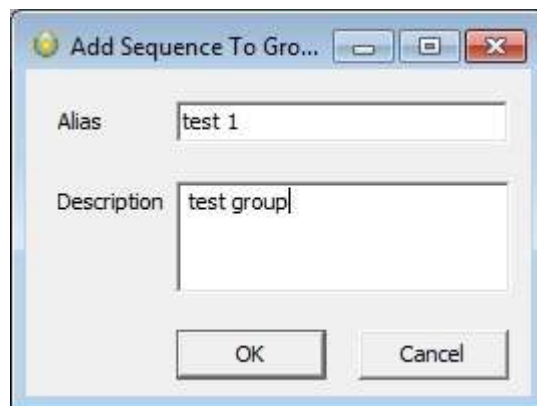 Add Sequence To Gro...
Alias test 1
Description test group
OK Cancel